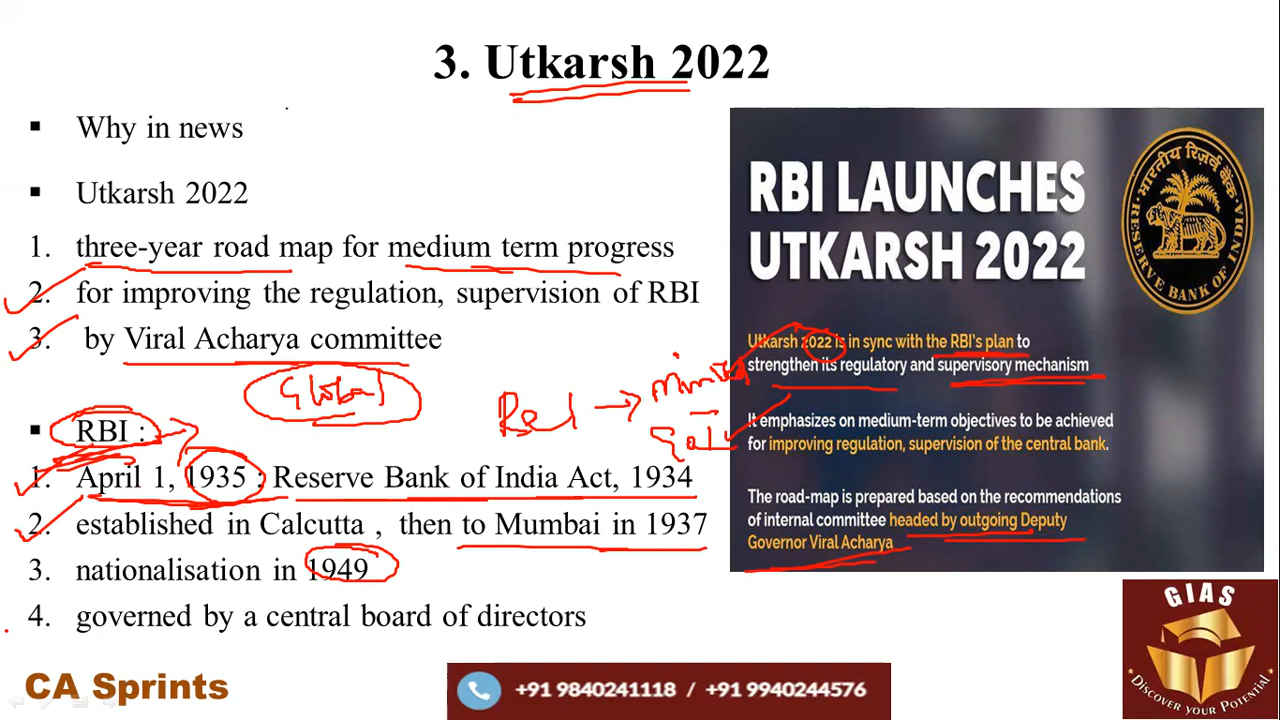 3. Utkarsh 2022
▪ Why in news
▪ Utkarsh 2022
1. three-year road map for medium term progress
2. for improving the regulation, supervision of RBI
3. by Viral Acharya committee
Global
▪ RBI :
1. April 1, 1935 : Reserve Bank of India Act, 1934
2. established in Calcutta , then to Mumbai in 1937
3. nationalisation in 1949
4. governed by a central board of directors
RBI LAUNCHES
UTKARSH 2022
भारतीय रिज़र्व बैंक
RESERVE BANK OF INDIA
Utkarsh 2022 is in sync with the RBI's plan to
strengthen its regulatory and supervisory mechanism
It emphasizes on medium-term objectives to be achieved
for improving regulation, supervision of the central bank.
The road-map is prepared based on the recommendations
of internal committee headed by outgoing Deputy
Governor Viral Acharya
CA Sprints
+91 9840241118 / +91 9940244576
GIAS
DISCOVER YOUR POTENTIAL